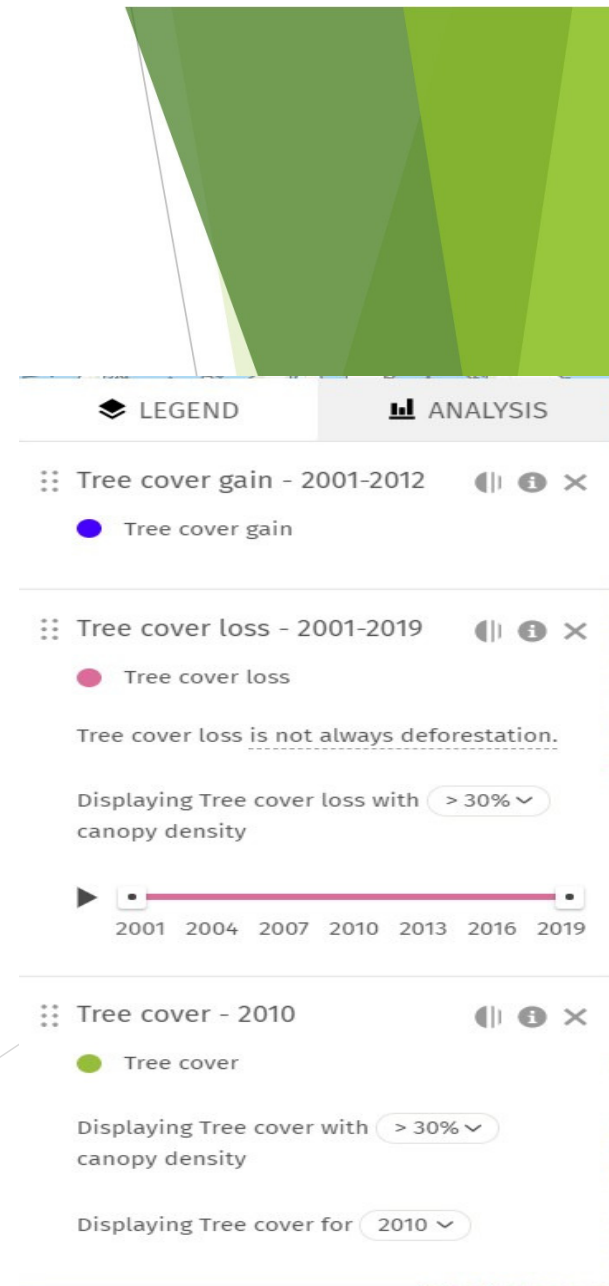 LEGEND ANALYSIS
Tree cover gain - 2001-2012
Tree cover gain
Tree cover loss - 2001-2019
Tree cover loss
Tree cover loss is not always deforestation.
Displaying Tree cover loss with > 30%
canopy density
2001 2004 2007 2010 2013 2016 2019
Tree cover - 2010
Tree cover
Displaying Tree cover with > 30%
canopy density
Displaying Tree cover for 2010